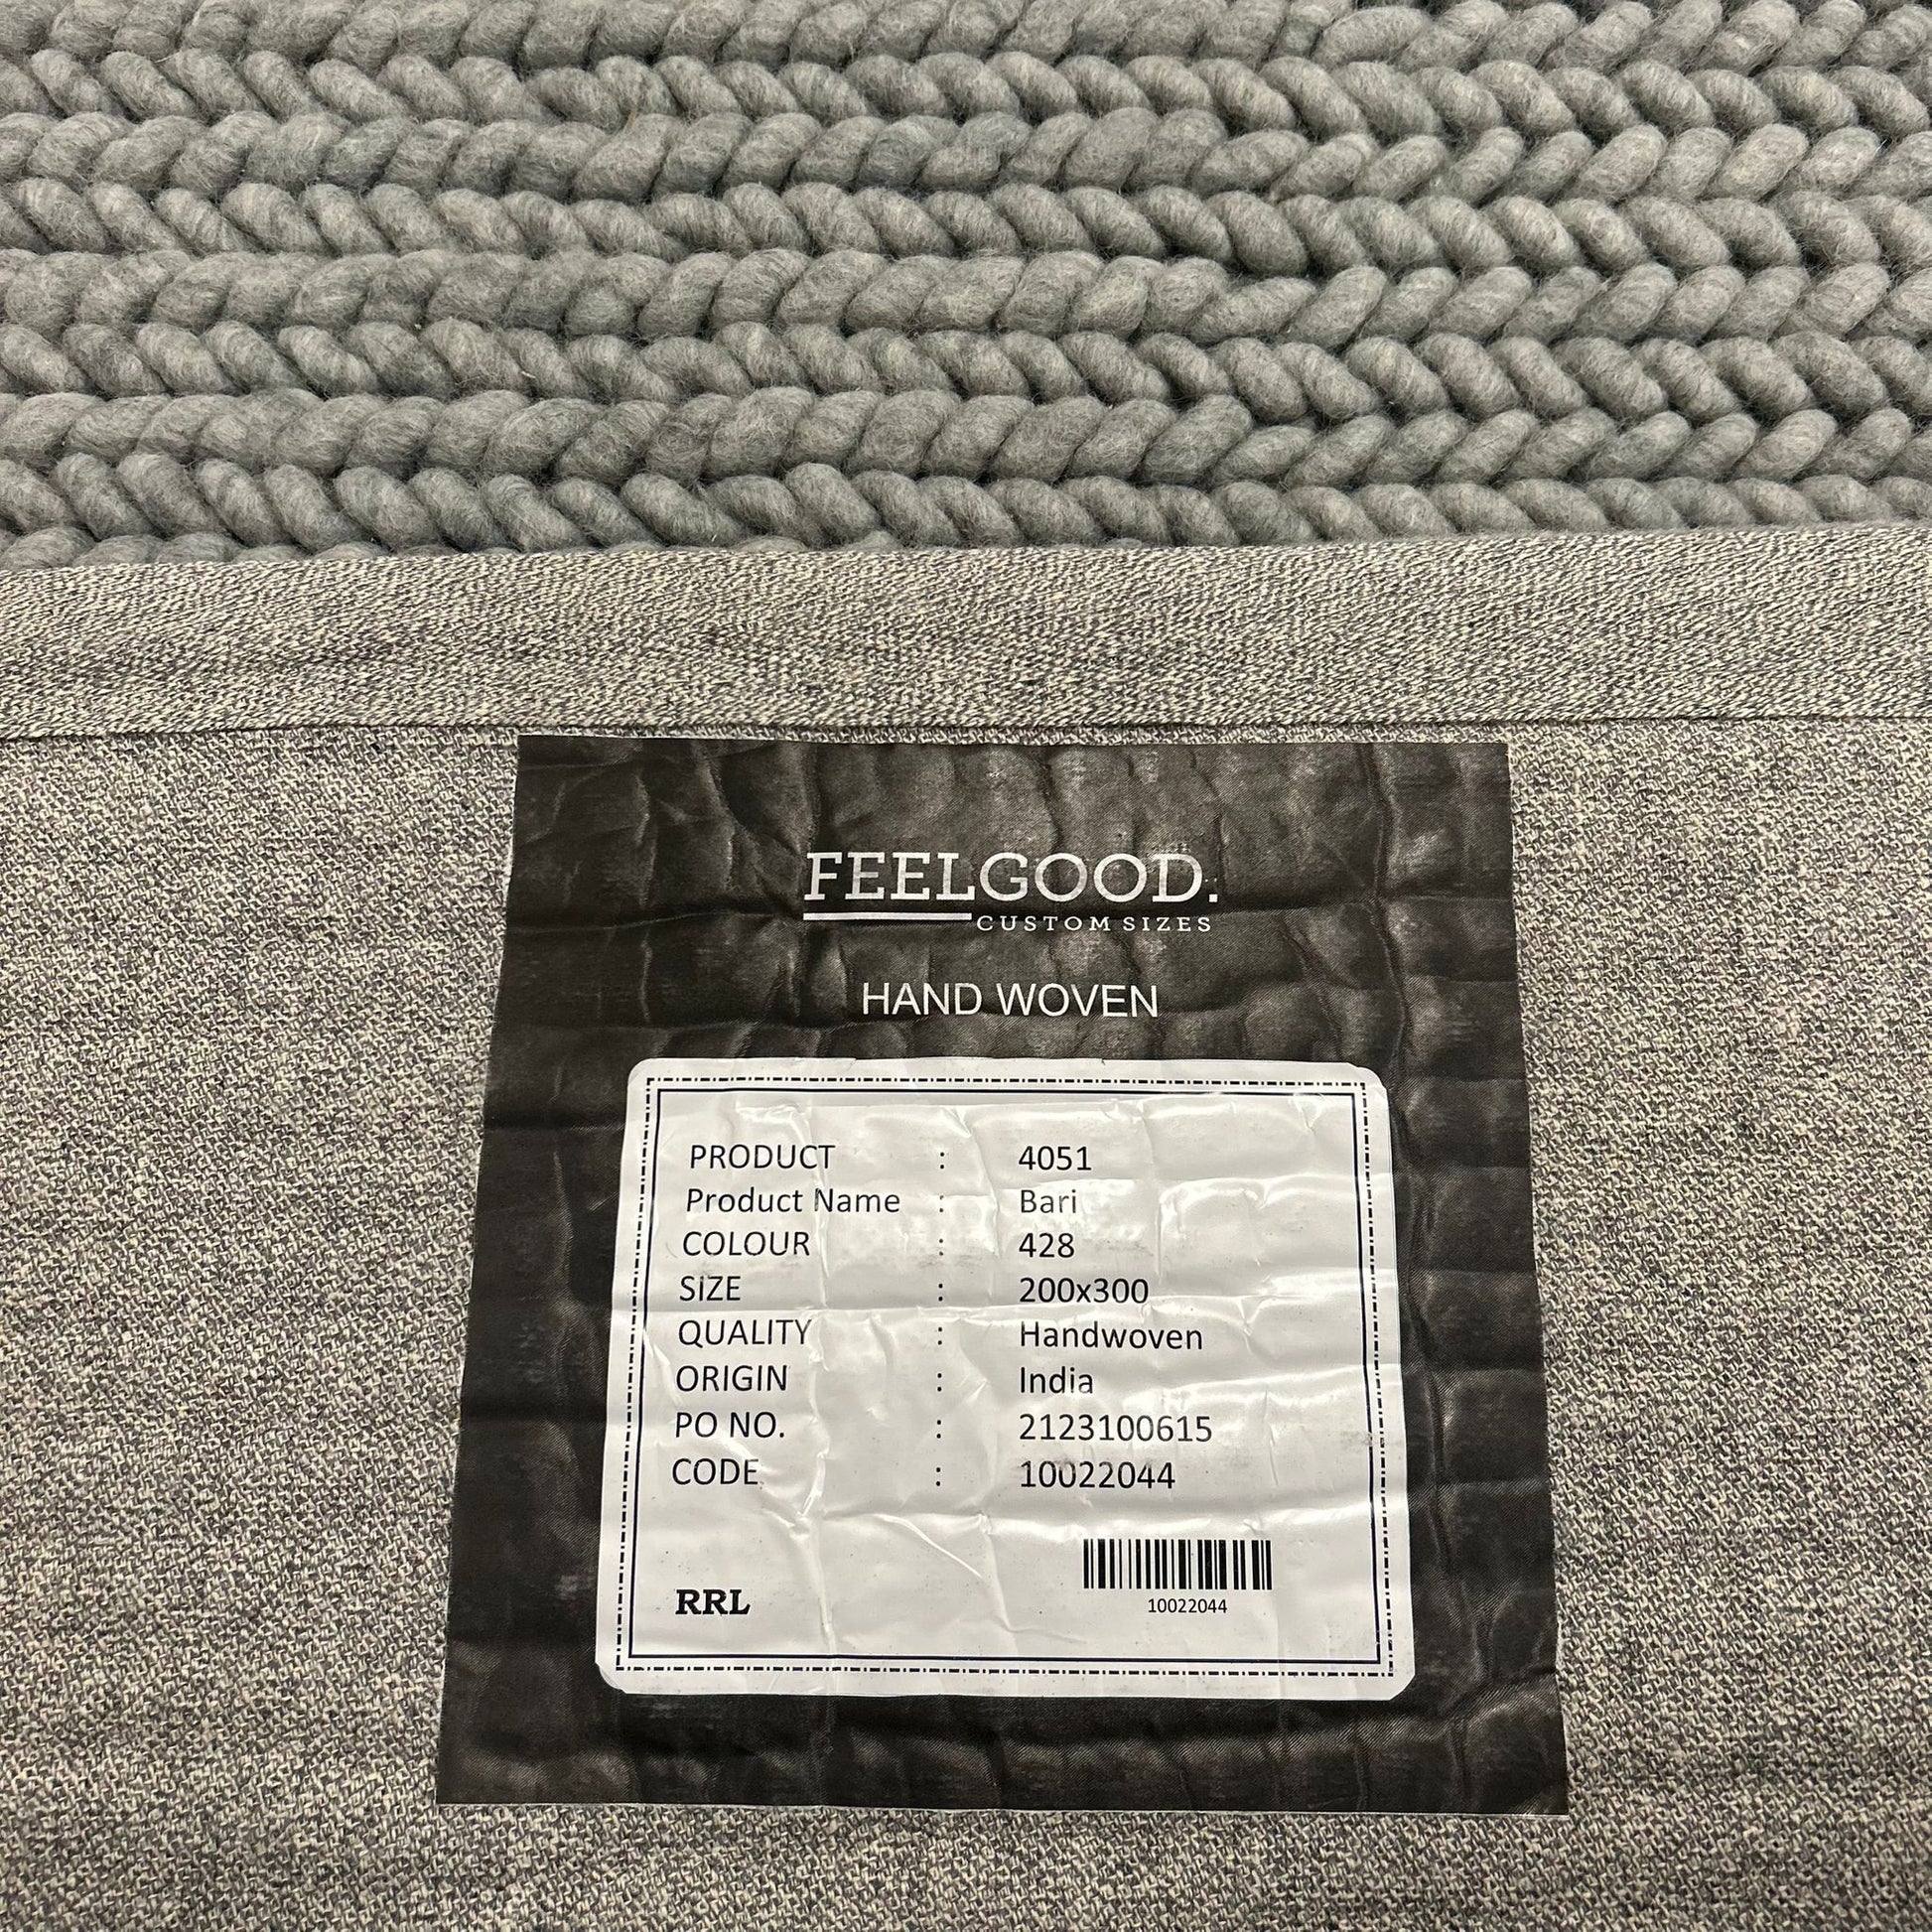 FEELGOOD.
CUSTOM SIZES
HAND WOVEN
PRODUCT : 4051
Product Name : Bari
COLOUR : 428
SIZE : 200x300
QUALITY : Handwoven
ORIGIN : India
PO NO. : 2123100615
CODE : 10022044
RRL
10022044